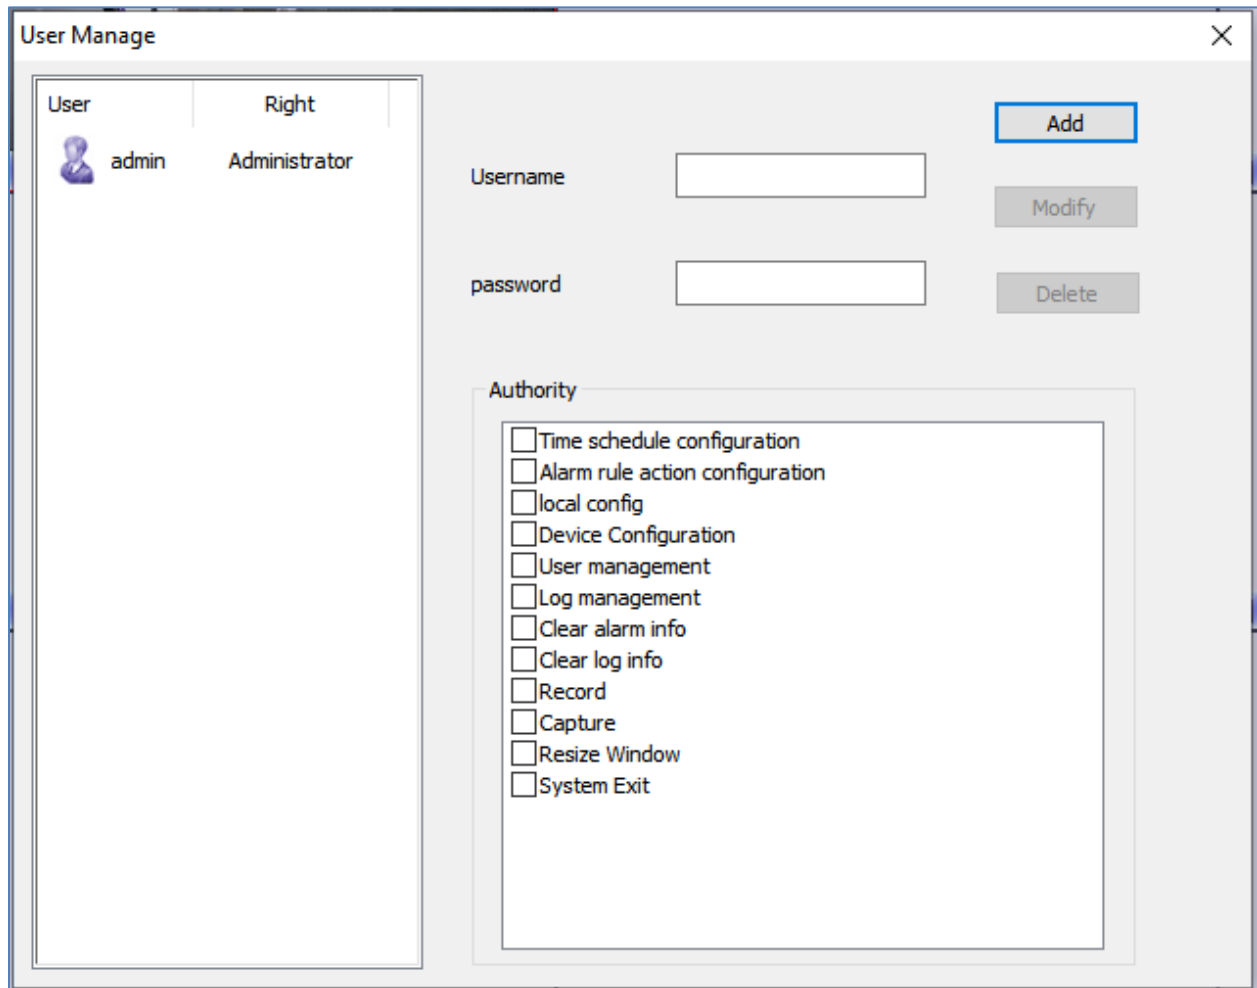 User Manage
User Right
admin Administrator
Add
Username
Modify
password
Delete
Authority
Time schedule configuration
Alarm rule action configuration
local config
Device Configuration
User management
Log management
Clear alarm info
Clear log info
Record
Capture
Resize Window
System Exit